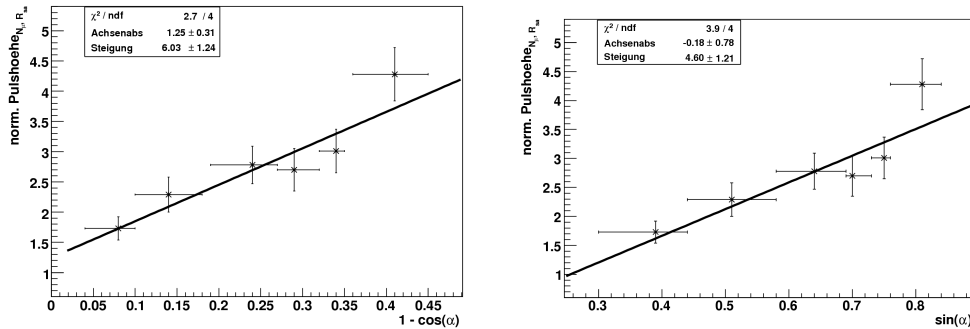 norm. Pulshoehe N_μ, R_sa
χ² / ndf 2.7 / 4
Achsenabs 1.25 ± 0.31
Steigung 6.03 ± 1.24
5
4.5
4
3.5
3
2.5
2
1.5
1
0 0.05 0.1 0.15 0.2 0.25 0.3 0.35 0.4 0.45
1 - cos(α)
norm. Pulshoehe R_sa
χ² / ndf 3.9 / 4
Achsenabs -0.18 ± 0.78
Steigung 4.60 ± 1.21
5
4.5
4
3.5
3
2.5
2
1.5
1
0.3 0.4 0.5 0.6 0.7 0.8
sin(α)